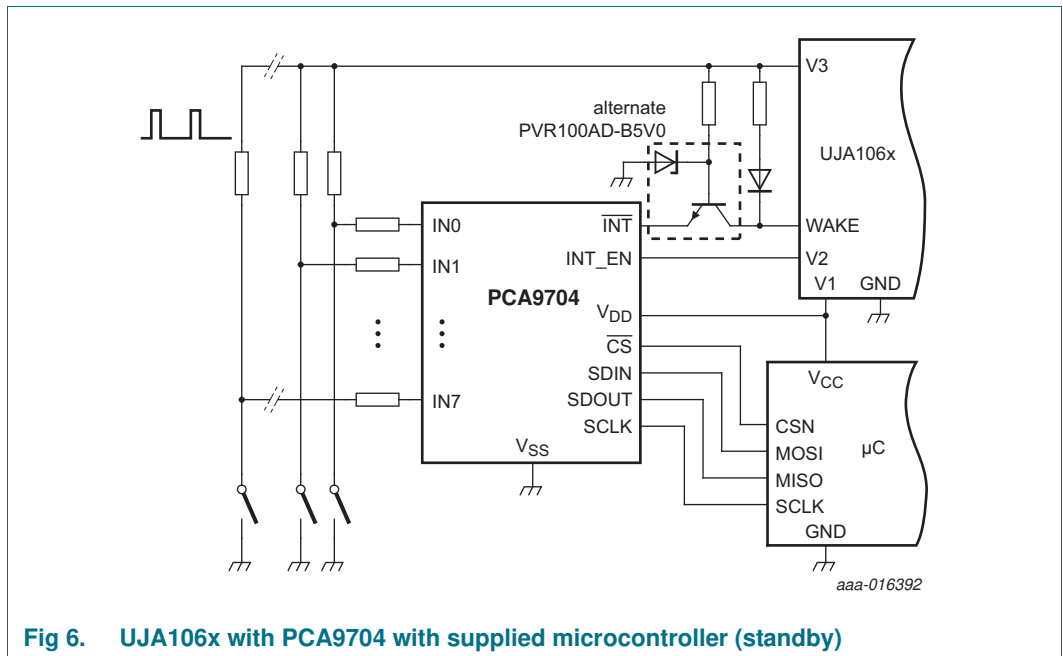 V3
alternate
PVR100AD-B5V0
UJA106x
IN0
INT
WAKE
IN1
INT_EN
V2
PCA9704
V1
GND
VDD
CS
VCC
SDIN
IN7
SDOUT
CSN
SCLK
µC
VSS
MOSI
MISO
SCLK
GND
aaa-016392
Fig 6. UJA106x with PCA9704 with supplied microcontroller (standby)